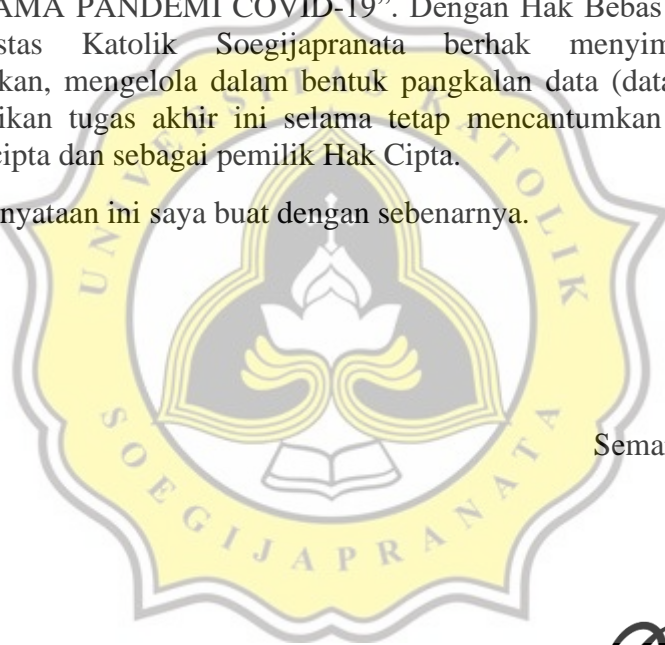 AMA PANDEMI COVID-19”. Dengan Hak Bebas
stas Katolik Soegijapranata berhak menyim
kan, mengelola dalam bentuk pangkalan data (data
ikan tugas akhir ini selama tetap mencantumkan
cipta dan sebagai pemilik Hak Cipta.
nyataan ini saya buat dengan sebenarnya.
UNIVERSITAS KATOLIK
SOEGIJAPRANATA
Sema